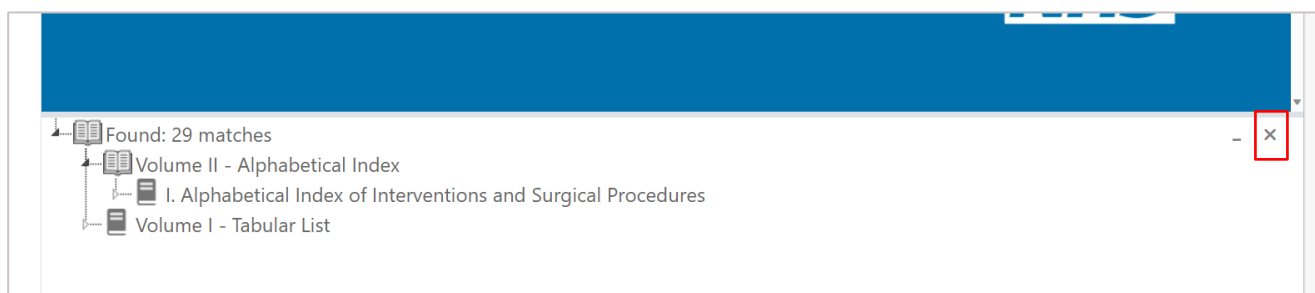 Found: 29 matches
Volume II - Alphabetical Index
I. Alphabetical Index of Interventions and Surgical Procedures
Volume I - Tabular List